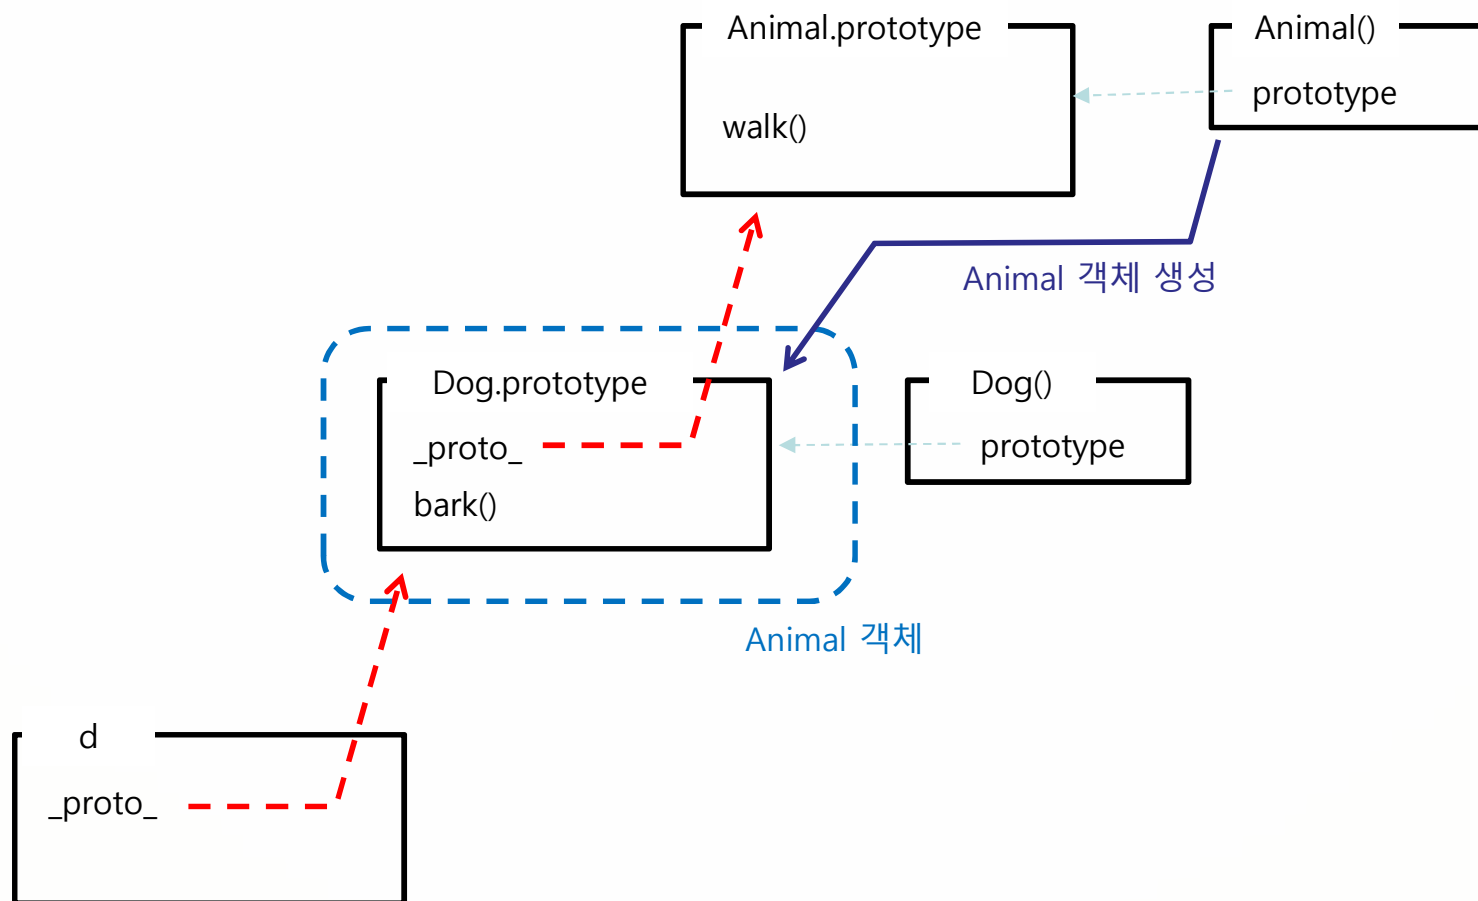 Animal.prototype
Animal()
prototype
walk()
Animal 객체 생성
Dog.prototype
Dog()
_proto_
prototype
bark()
Animal 객체
d
_proto_